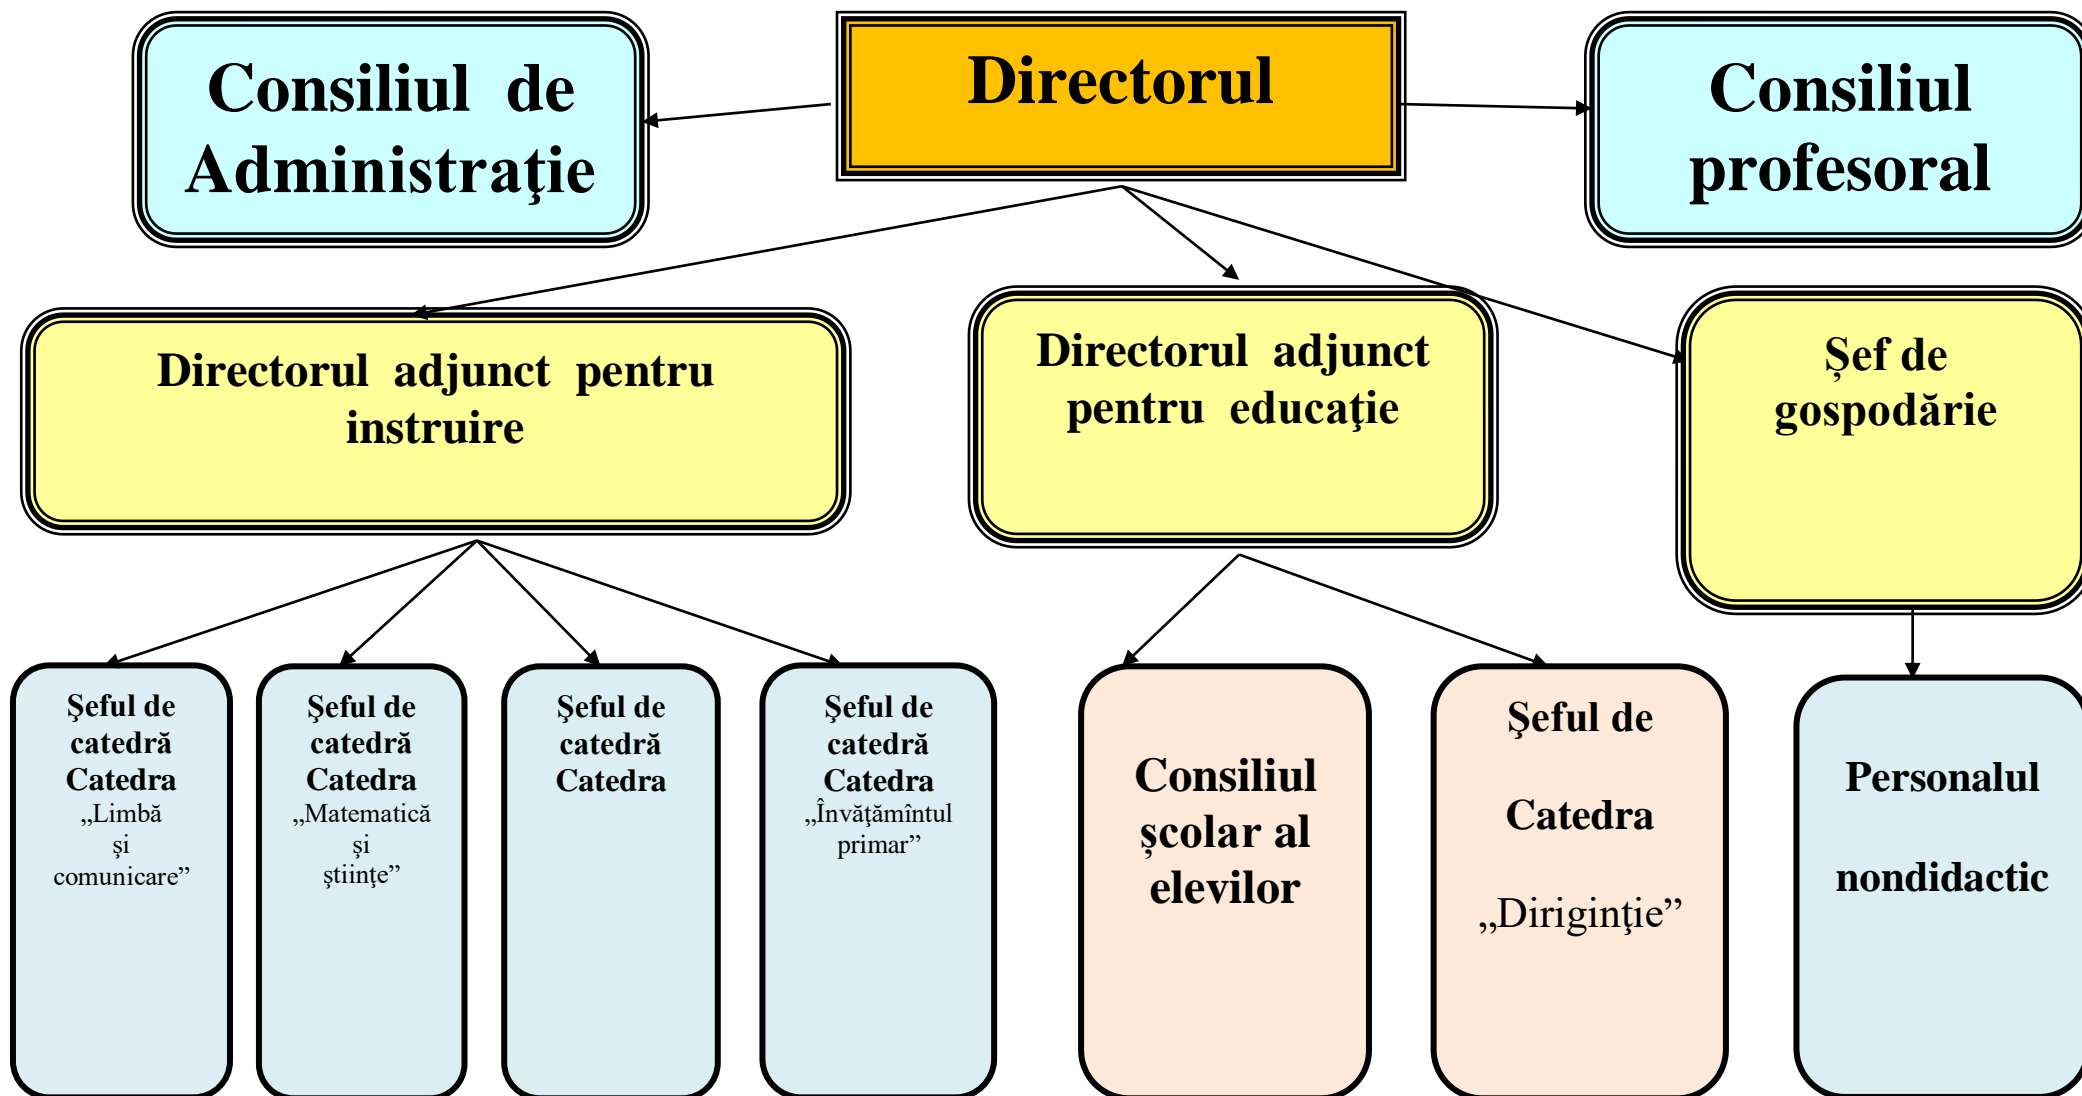 Consiliul de
Administraţie
Directorul
Consiliul
profesoral
Directorul adjunct pentru
instruire
Directorul adjunct
pentru educaţie
Șef de
gospodărie
Şeful de
catedră
Catedra
„Limbă
şi
comunicare”
Şeful de
catedră
Catedra
„Matematică
şi
ştiinţe”
Şeful de
catedră
Catedra
Şeful de
catedră
Catedra
„Învăţămîntul
primar”
Consiliul
școlar al
elevilor
Şeful de
Catedra
„Diriginţie”
Personalul
nondidactic